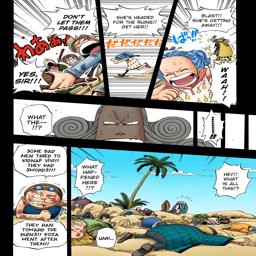 DON'T
LET THEM
PASS!!!
YES,
SIR!!!
SHE'S HEADED
FOR THE RUINS!!
GET HER!
BLAST!!
SHE'S GETTING
AWAY!!!
WAAH!
WHAT
THE--
!!?
SOME BAD
MEN TRIED TO
KIDNAP VIVI!!
THEY HAD
SWORDS!!!
THEY RAN
TOWARD THE
RUINS!! KOZA
WENT AFTER
THEM!!
WHAT
HAP-
PENED
HERE
!!?
HEY!!
WHAT IS
ALL THIS!?
UNH...